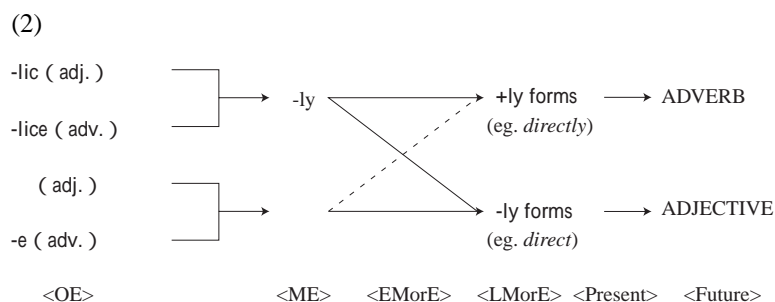 (2)
-lic ( adj. )
-lice ( adv. )
-ly
+ly forms
ADVERB
(eg. directly)
( adj. )
-e ( adv. )
-ly forms
ADJECTIVE
(eg. direct)
<OE> <ME> <EMorE> <LMorE> <Present> <Future>